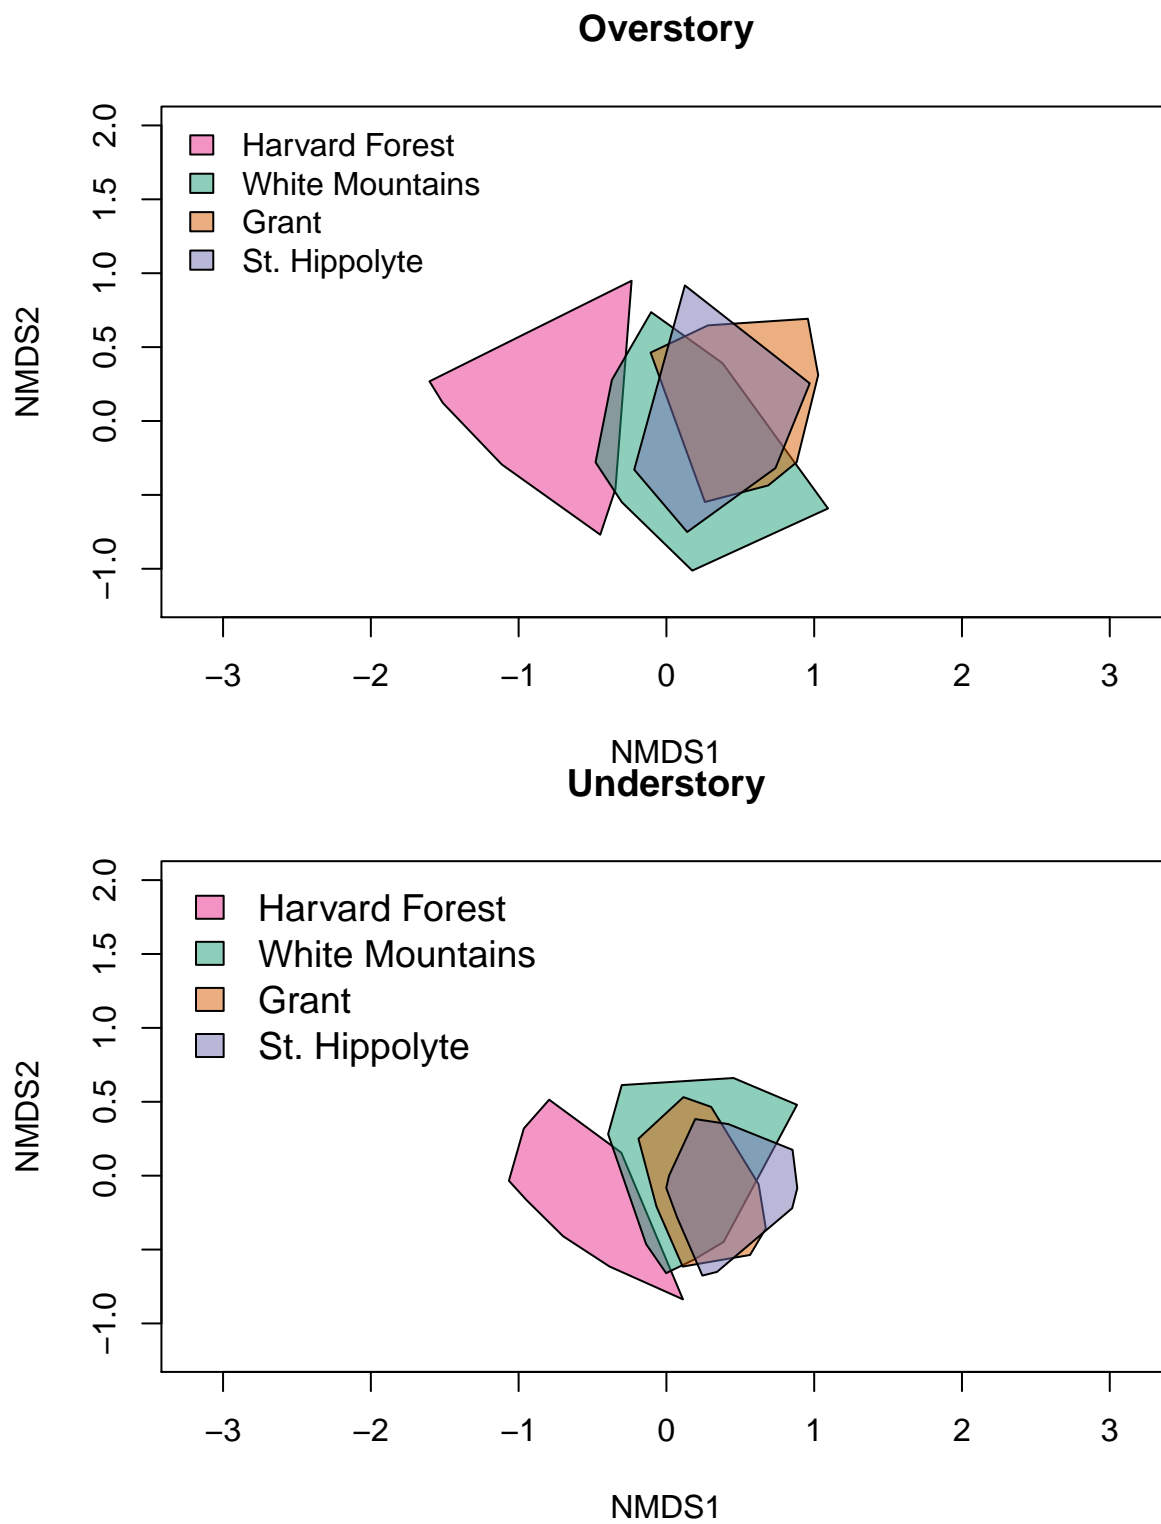 Overstory
2.0
1.5
1.0
0.5
0.0
−1.0
NMDS2
Harvard Forest
White Mountains
Grant
St. Hippolyte
−3 −2 −1 0 1 2 3
NMDS1
Understory
2.0
1.5
1.0
0.5
0.0
−1.0
NMDS2
Harvard Forest
White Mountains
Grant
St. Hippolyte
−3 −2 −1 0 1 2 3
NMDS1